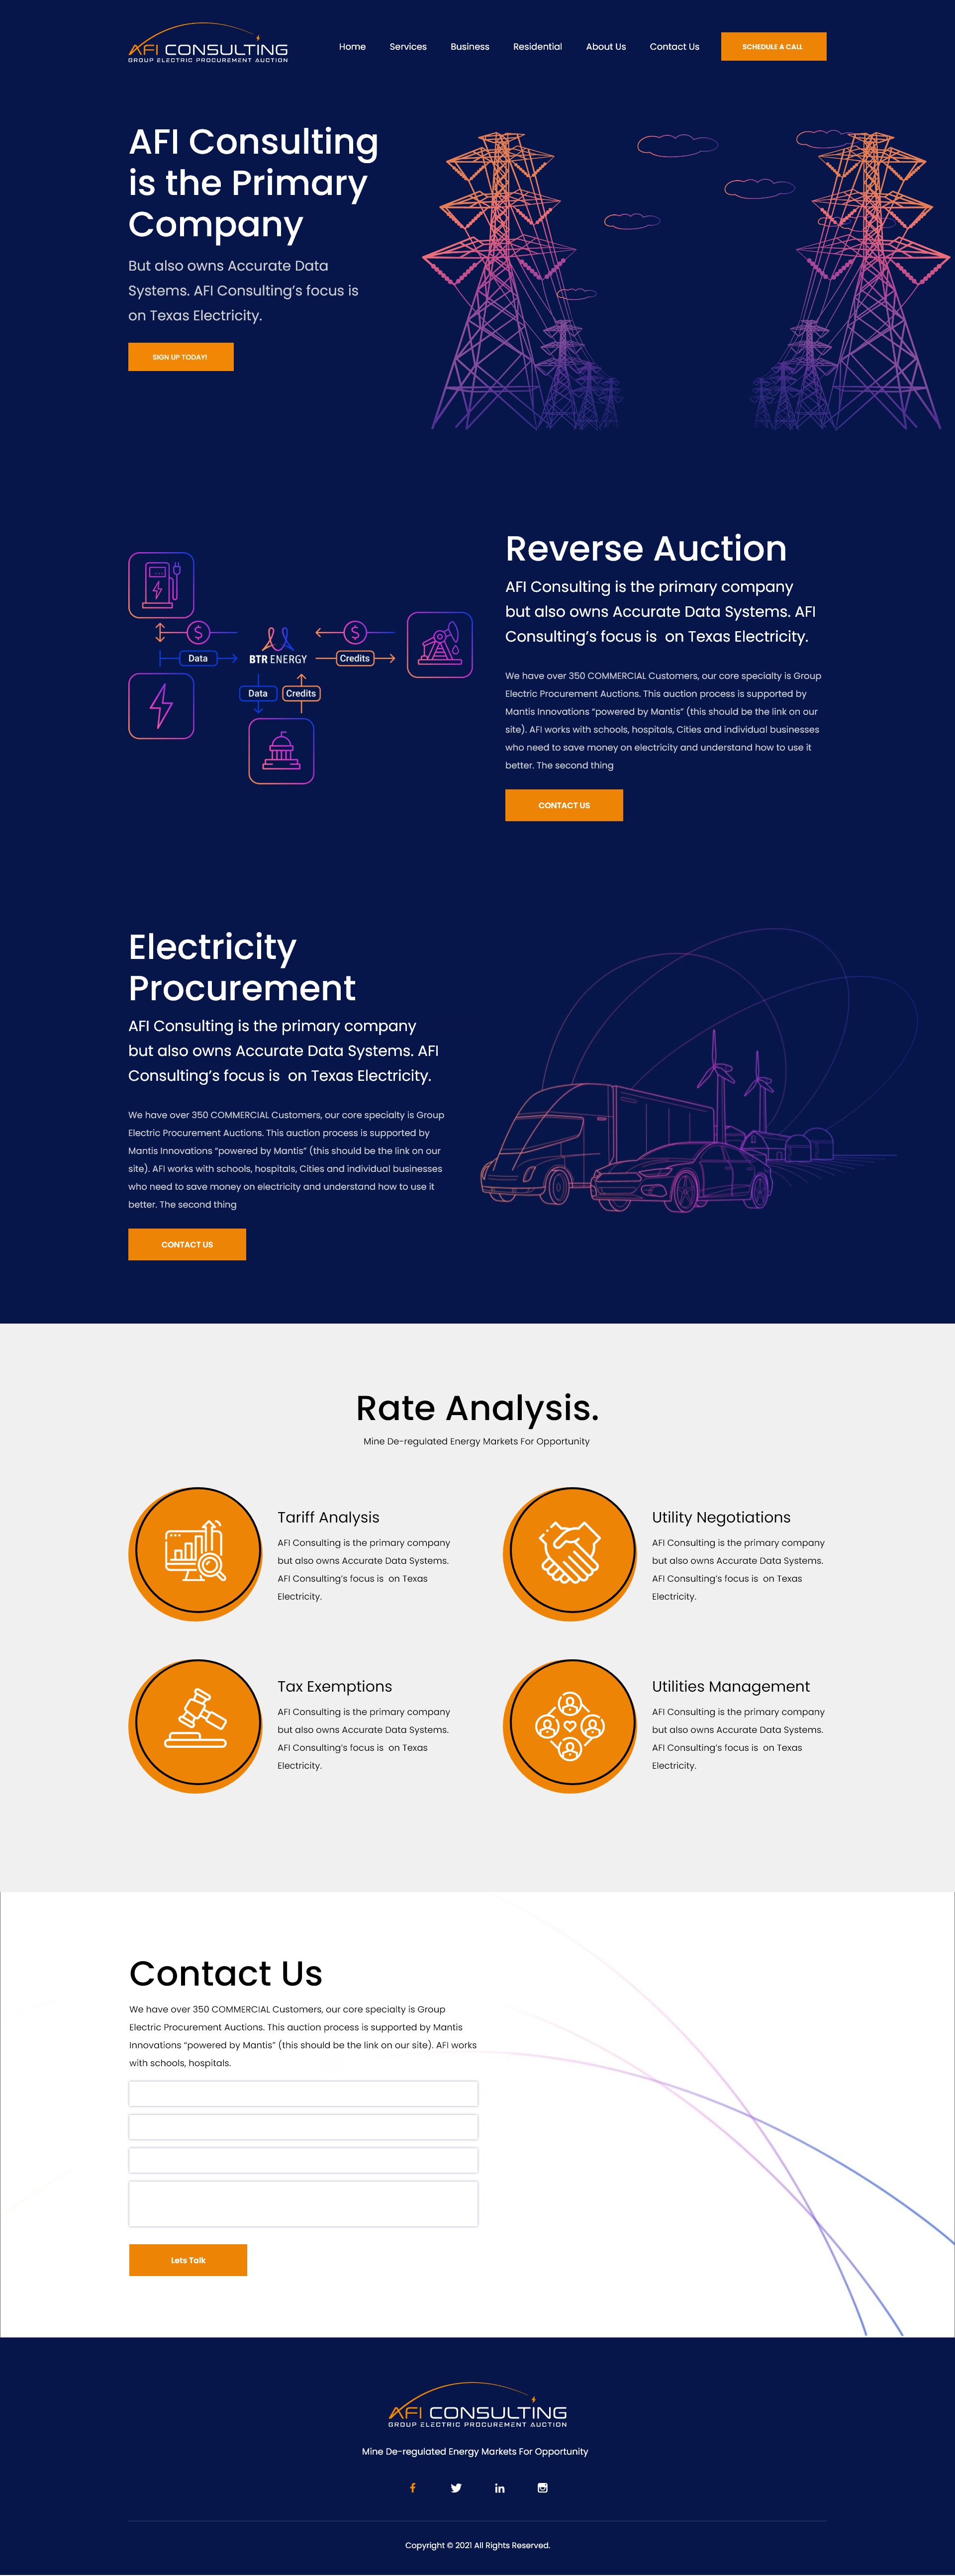 AFI CONSULTING
GROUP ELECTRIC PROCUREMENT AUCTION
Home Services Business Residential About Us Contact Us SCHEDULE A CALL
AFI Consulting
is the Primary
Company
But also owns Accurate Data
Systems. AFI Consulting's focus is
on Texas Electricity.
SIGN UP TODAY!
$ $
Data BTR ENERGY Credits
Data Credits
Reverse Auction
AFI Consulting is the primary company
but also owns Accurate Data Systems. AFI
Consulting's focus is on Texas Electricity.
We have over 350 COMMERCIAL Customers, our core specialty is Group
Electric Procurement Auctions. This auction process is supported by
Mantis Innovations “powered by Mantis” (this should be the link on our
site). AFI works with schools, hospitals, Cities and individual businesses
who need to save money on electricity and understand how to use it
better. The second thing
CONTACT US
Electricity
Procurement
AFI Consulting is the primary company
but also owns Accurate Data Systems. AFI
Consulting's focus is on Texas Electricity.
We have over 350 COMMERCIAL Customers, our core specialty is Group
Electric Procurement Auctions. This auction process is supported by
Mantis Innovations “powered by Mantis” (this should be the link on our
site). AFI works with schools, hospitals, Cities and individual businesses
who need to save money on electricity and understand how to use it
better. The second thing
CONTACT US
Rate Analysis.
Mine De-regulated Energy Markets For Opportunity
Tariff Analysis
AFI Consulting is the primary company
but also owns Accurate Data Systems.
AFI Consulting's focus is on Texas
Electricity.
Utility Negotiations
AFI Consulting is the primary company
but also owns Accurate Data Systems.
AFI Consulting's focus is on Texas
Electricity.
Tax Exemptions
AFI Consulting is the primary company
but also owns Accurate Data Systems.
AFI Consulting's focus is on Texas
Electricity.
Utilities Management
AFI Consulting is the primary company
but also owns Accurate Data Systems.
AFI Consulting's focus is on Texas
Electricity.
Contact Us
We have over 350 COMMERCIAL Customers, our core specialty is Group
Electric Procurement Auctions. This auction process is supported by Mantis
Innovations “powered by Mantis” (this should be the link on our site). AFI works
with schools, hospitals.
Lets Talk
AFI CONSULTING
GROUP ELECTRIC PROCUREMENT AUCTION
Mine De-regulated Energy Markets For Opportunity
Copyright © 2021 All Rights Reserved.